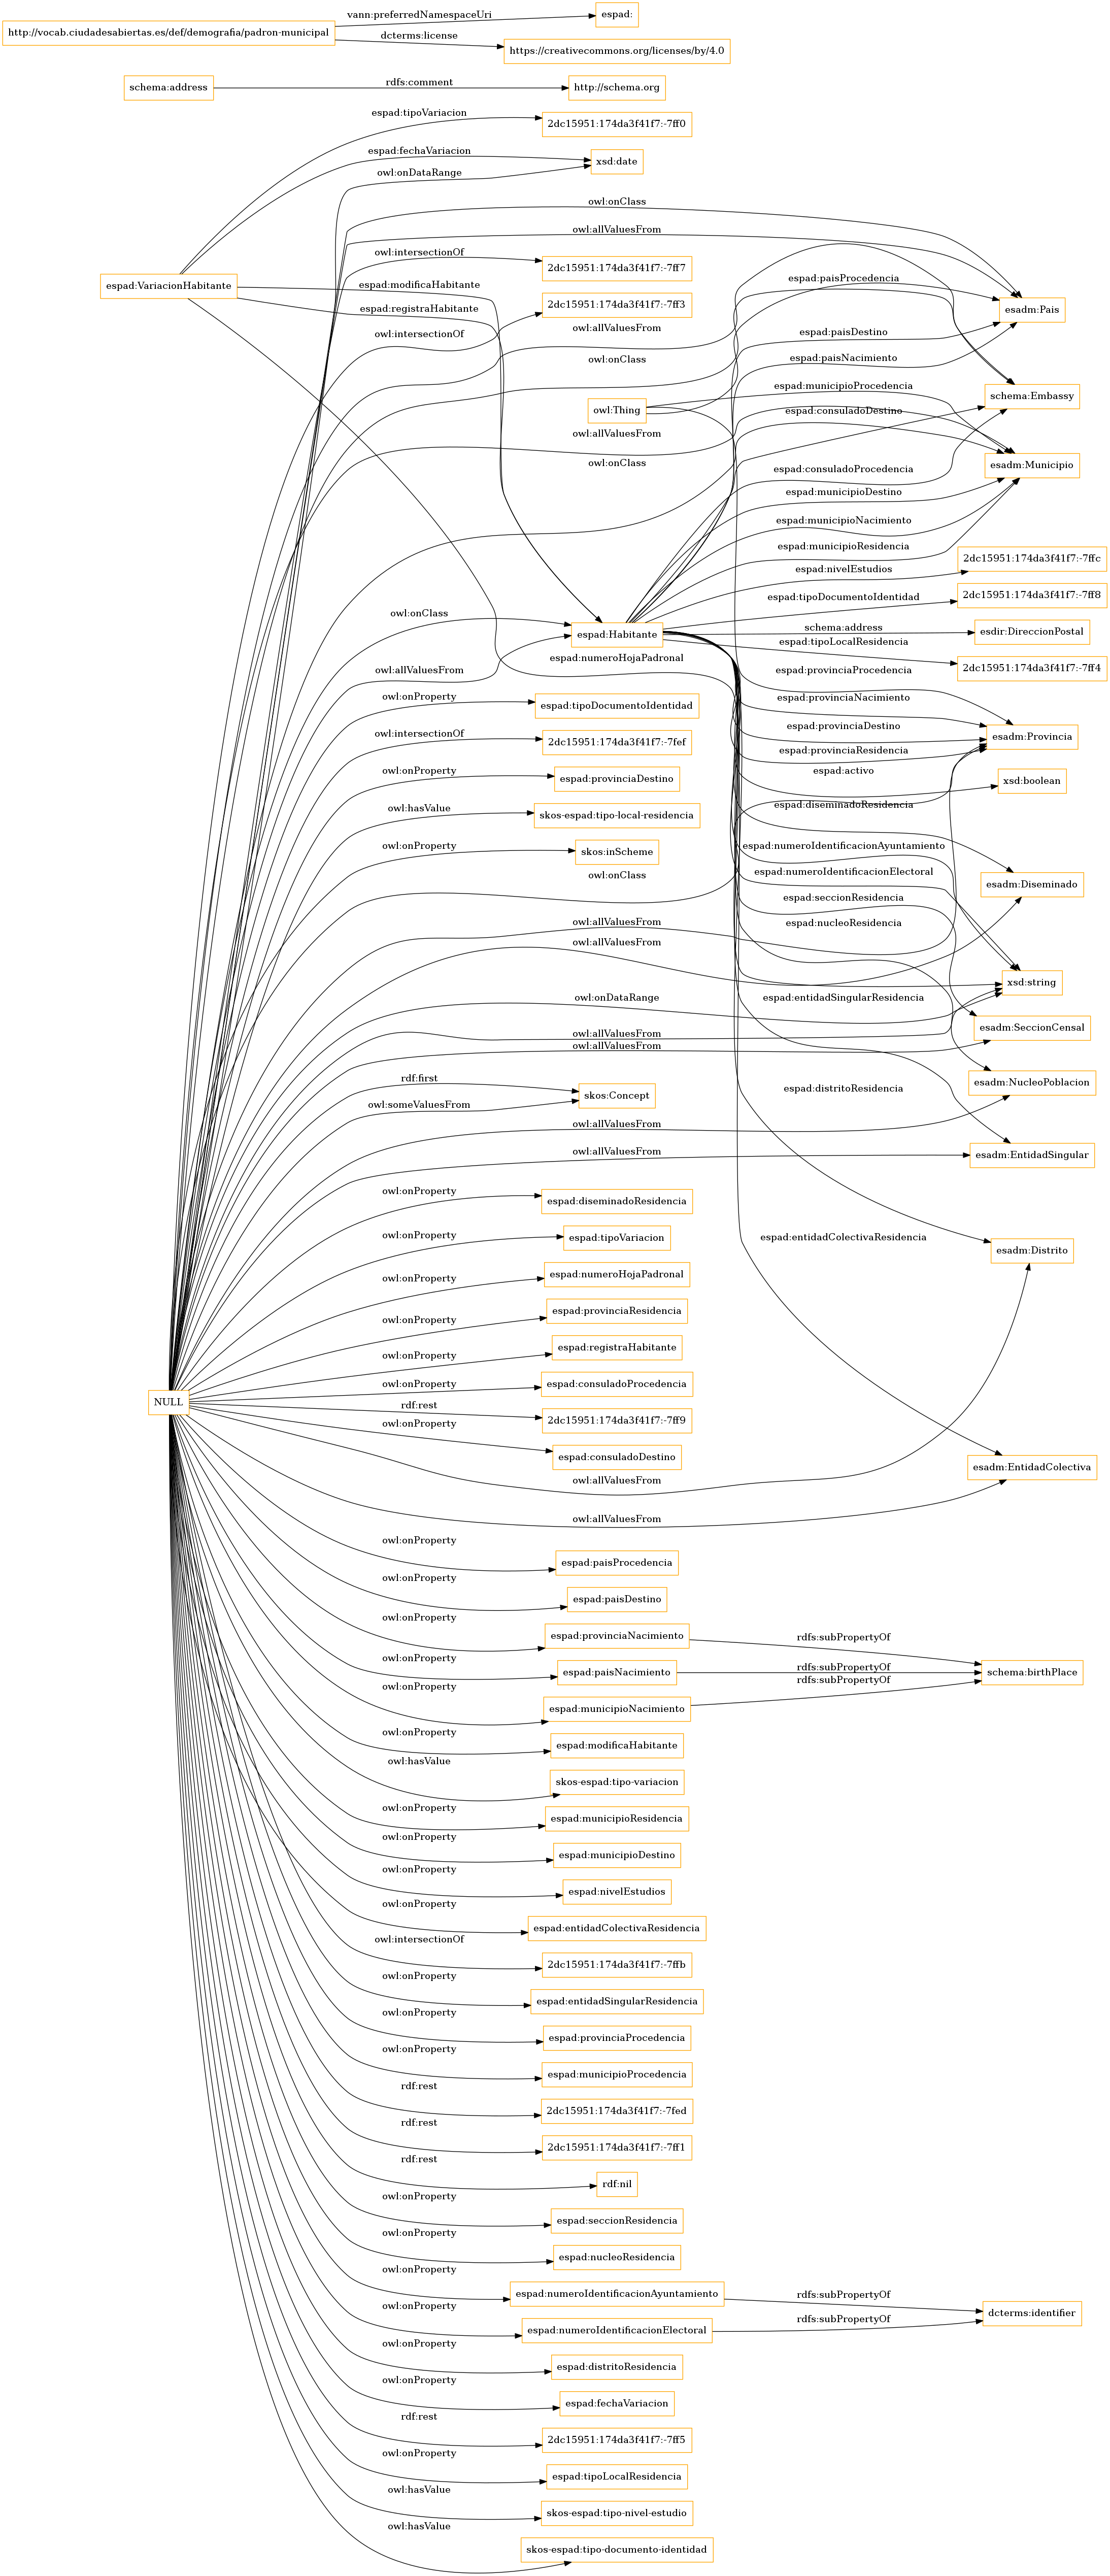 vann:preferredNamespaceUri
espad:
http://vocab.ciudadesabiertas.es/def/demografia/padron-municipal
dcterms:license
https://creativecommons.org/licenses/by/4.0
schema:address
rdfs:comment
http://schema.org
espad:tipoVariacion
2dc15951:174da3f41f7:-7ff0
espad:fechaVariacion
xsd:date
owl:onDataRange
owl:onClass
owl:allValuesFrom
owl:intersectionOf
2dc15951:174da3f41f7:-7ff7
espad:VariacionHabitante
espad:modificaHabitante
espad:paisProcedencia
2dc15951:174da3f41f7:-7ff3
espad:registraHabitante
esadm:Pais
owl:allValuesFrom
owl:intersectionOf
espad:paisDestino
owl:onClass
espad:paisNacimiento
espad:municipioProcedencia
schema:Embassy
owl:Thing
espad:consuladoDestino
owl:allValuesFrom
owl:onClass
esadm:Municipio
espad:consuladoProcedencia
espad:municipioDestino
espad:municipioNacimiento
espad:municipioResidencia
2dc15951:174da3f41f7:-7ffc
espad:nivelEstudios
espad:tipoDocumentoIdentidad
2dc15951:174da3f41f7:-7ff8
owl:onClass
espad:Habitante
schema:address
esdir:DireccionPostal
espad:tipoLocalResidencia
espad:numeroHojaPadronal
2dc15951:174da3f41f7:-7ff4
owl:allValuesFrom
espad:provinciaProcedencia
owl:onProperty
espad:tipoDocumentoIdentidad
espad:provinciaNacimiento
espad:provinciaDestino
esadm:Provincia
owl:intersectionOf
2dc15951:174da3f41f7:-7fef
espad:provinciaResidencia
owl:onProperty
espad:provinciaDestino
espad:activo
xsd:boolean
owl:hasValue
skos-espad:tipo-local-residencia
espad:diseminadoResidencia
owl:onProperty
skos:inScheme
espad:numeroIdentificacionAyuntamiento
owl:onClass
espad:numeroIdentificacionElectoral
esadm:Diseminado
espad:seccionResidencia
owl:allValuesFrom
espad:nucleoResidencia
owl:allValuesFrom
xsd:string
owl:onDataRange
espad:entidadSingularResidencia
esadm:SeccionCensal
owl:allValuesFrom
owl:allValuesFrom
rdf:first
skos:Concept
esadm:NucleoPoblacion
owl:someValuesFrom
espad:distritoResidencia
owl:allValuesFrom
owl:allValuesFrom
esadm:EntidadSingular
owl:onProperty
espad:diseminadoResidencia
owl:onProperty
espad:tipoVariacion
espad:entidadColectivaResidencia
esadm:Distrito
owl:onProperty
espad:numeroHojaPadronal
owl:onProperty
espad:provinciaResidencia
owl:onProperty
espad:registraHabitante
owl:onProperty
espad:consuladoProcedencia
NULL
rdf:rest
2dc15951:174da3f41f7:-7ff9
owl:onProperty
espad:consuladoDestino
owl:allValuesFrom
esadm:EntidadColectiva
owl:allValuesFrom
owl:onProperty
espad:paisProcedencia
owl:onProperty
espad:paisDestino
owl:onProperty
espad:provinciaNacimiento
rdfs:subPropertyOf
owl:onProperty
espad:paisNacimiento
rdfs:subPropertyOf
schema:birthPlace
owl:onProperty
espad:municipioNacimiento
rdfs:subPropertyOf
owl:onProperty
espad:modificaHabitante
owl:hasValue
skos-espad:tipo-variacion
owl:onProperty
espad:municipioResidencia
owl:onProperty
espad:municipioDestino
owl:onProperty
espad:nivelEstudios
owl:onProperty
espad:entidadColectivaResidencia
owl:intersectionOf
2dc15951:174da3f41f7:-7ffb
owl:onProperty
espad:entidadSingularResidencia
owl:onProperty
espad:provinciaProcedencia
owl:onProperty
espad:municipioProcedencia
rdf:rest
2dc15951:174da3f41f7:-7fed
rdf:rest
2dc15951:174da3f41f7:-7ff1
rdf:rest
rdf:nil
owl:onProperty
espad:seccionResidencia
owl:onProperty
espad:nucleoResidencia
owl:onProperty
espad:numeroIdentificacionAyuntamiento
rdfs:subPropertyOf
dcterms:identifier
owl:onProperty
espad:numeroIdentificacionElectoral
rdfs:subPropertyOf
owl:onProperty
espad:distritoResidencia
owl:onProperty
espad:fechaVariacion
rdf:rest
2dc15951:174da3f41f7:-7ff5
owl:onProperty
espad:tipoLocalResidencia
owl:hasValue
skos-espad:tipo-nivel-estudio
owl:hasValue
skos-espad:tipo-documento-identidad